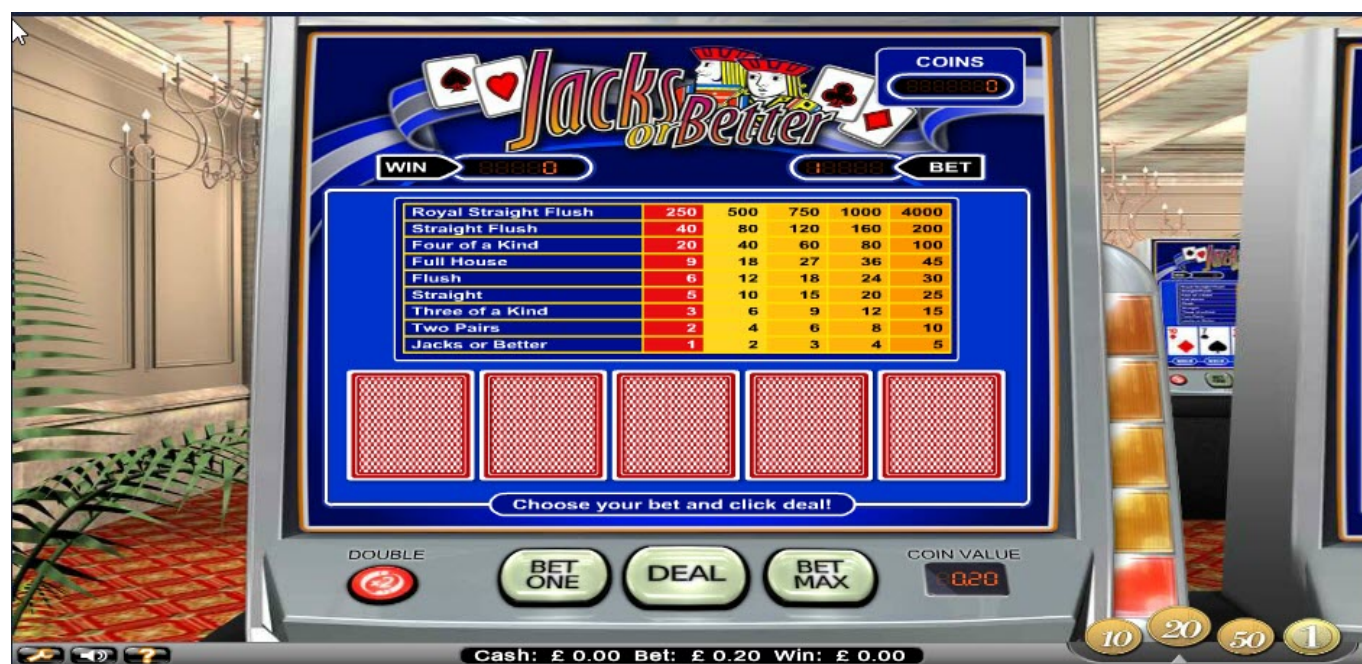 Jacks
or Better
COINS
0
WIN 0
1 BET
Royal Straight Flush 250 500 750 1000 4000
Straight Flush 40 80 120 160 200
Four of a Kind 20 40 60 80 100
Full House 9 18 27 36 45
Flush 6 12 18 24 30
Straight 5 10 15 20 25
Three of a Kind 3 6 9 12 15
Two Pairs 2 4 6 8 10
Jacks or Better 1 2 3 4 5
Choose your bet and click deal!
DOUBLE
x2
BET
ONE
DEAL
BET
MAX
COIN VALUE
0.20
10 20 50 1
? Cash: £ 0.00 Bet: £ 0.20 Win: £ 0.00